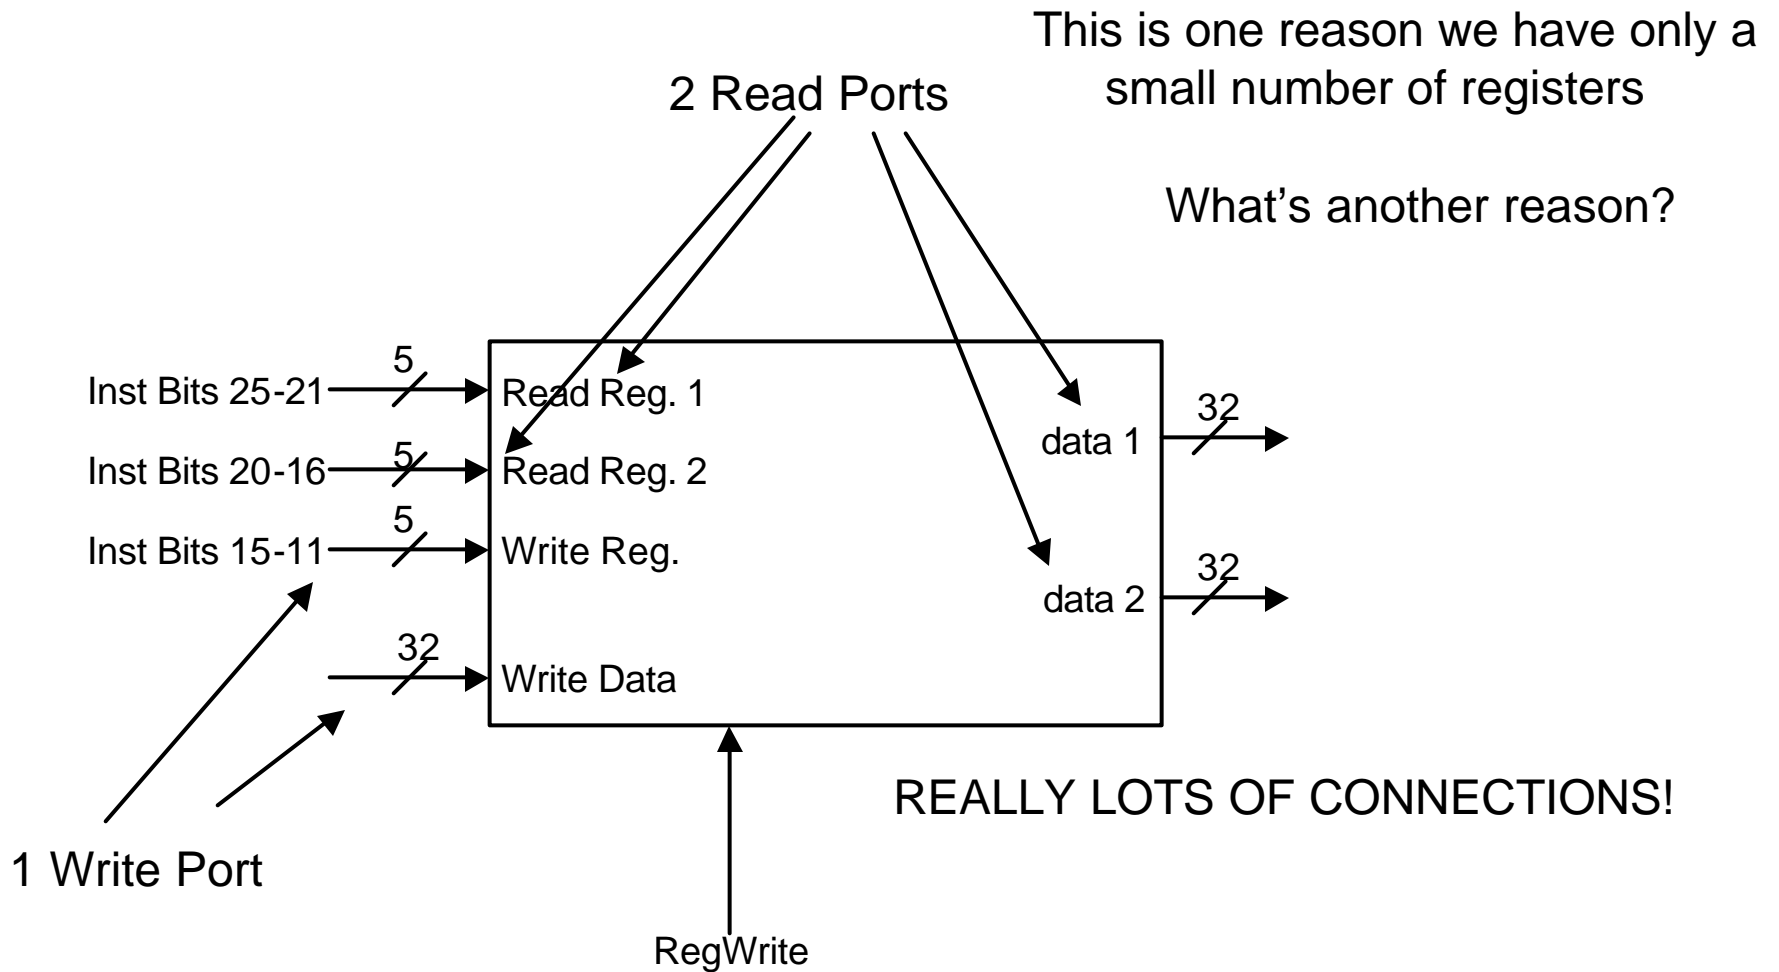 This is one reason we have only a
small number of registers
2 Read Ports
What's another reason?
5
Inst Bits 25-21
Read Reg. 1
32
data 1
5
Inst Bits 20-16
Read Reg. 2
5
Inst Bits 15-11
Write Reg.
32
data 2
32
Write Data
REALLY LOTS OF CONNECTIONS!
1 Write Port
RegWrite